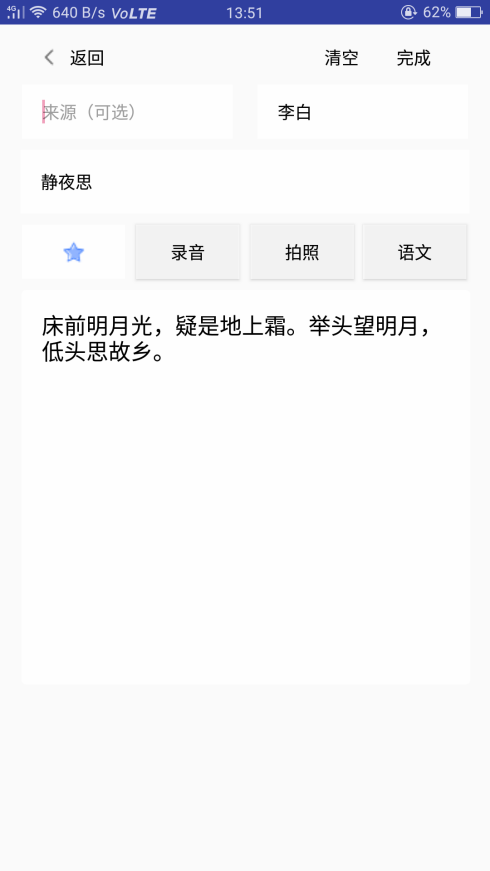 4G 640 B/s VoLTE 13:51 62%
返回 清空 完成
来源（可选） 李白
静夜思
录音 拍照 语文
床前明月光，疑是地上霜。举头望明月，
低头思故乡。